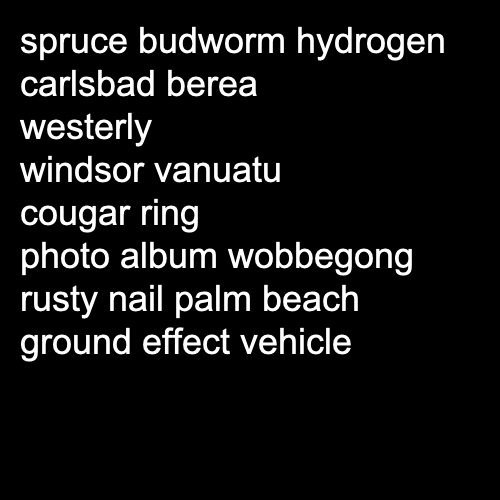 spruce budworm hydrogen
carlsbad berea
westerly
windsor vanuatu
cougar ring
photo album wobbegong
rusty nail palm beach
ground effect vehicle